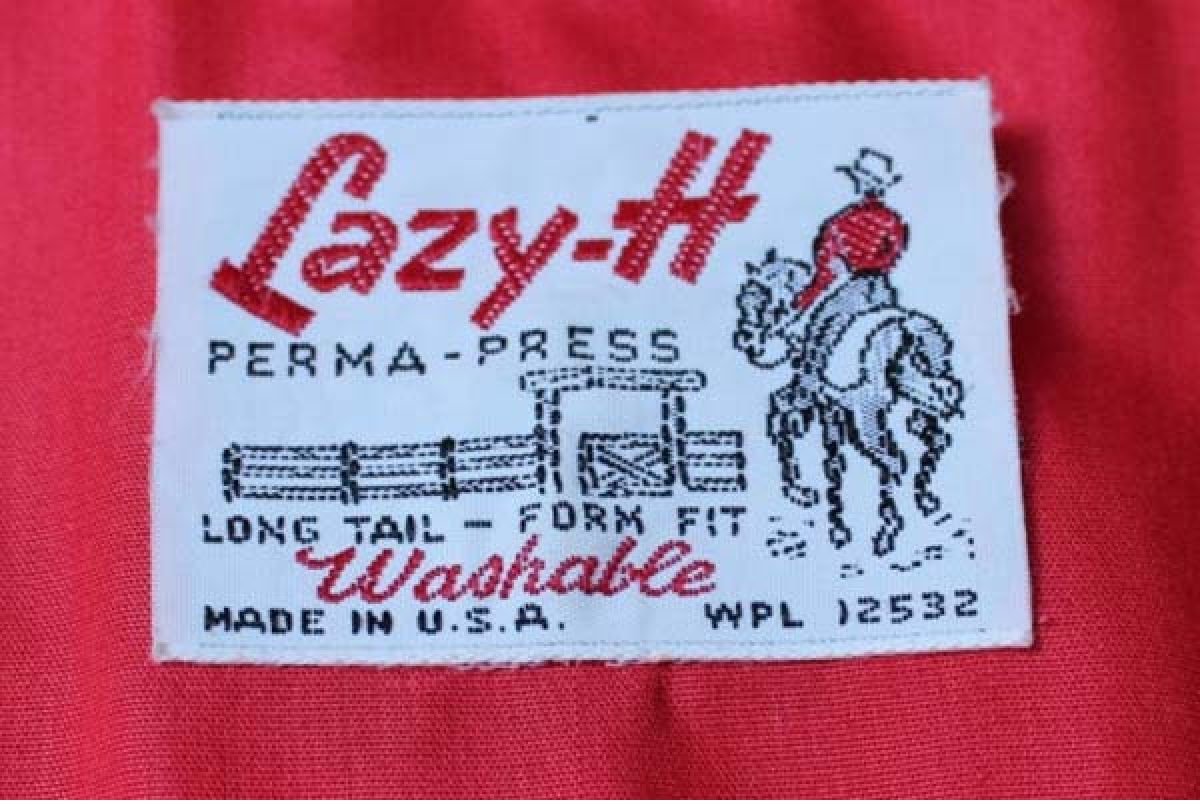 Lazy-H
PERMA-PRESS
LONG TAIL - FORM FIT
Washable
MADE IN U.S.A. WPL 12532